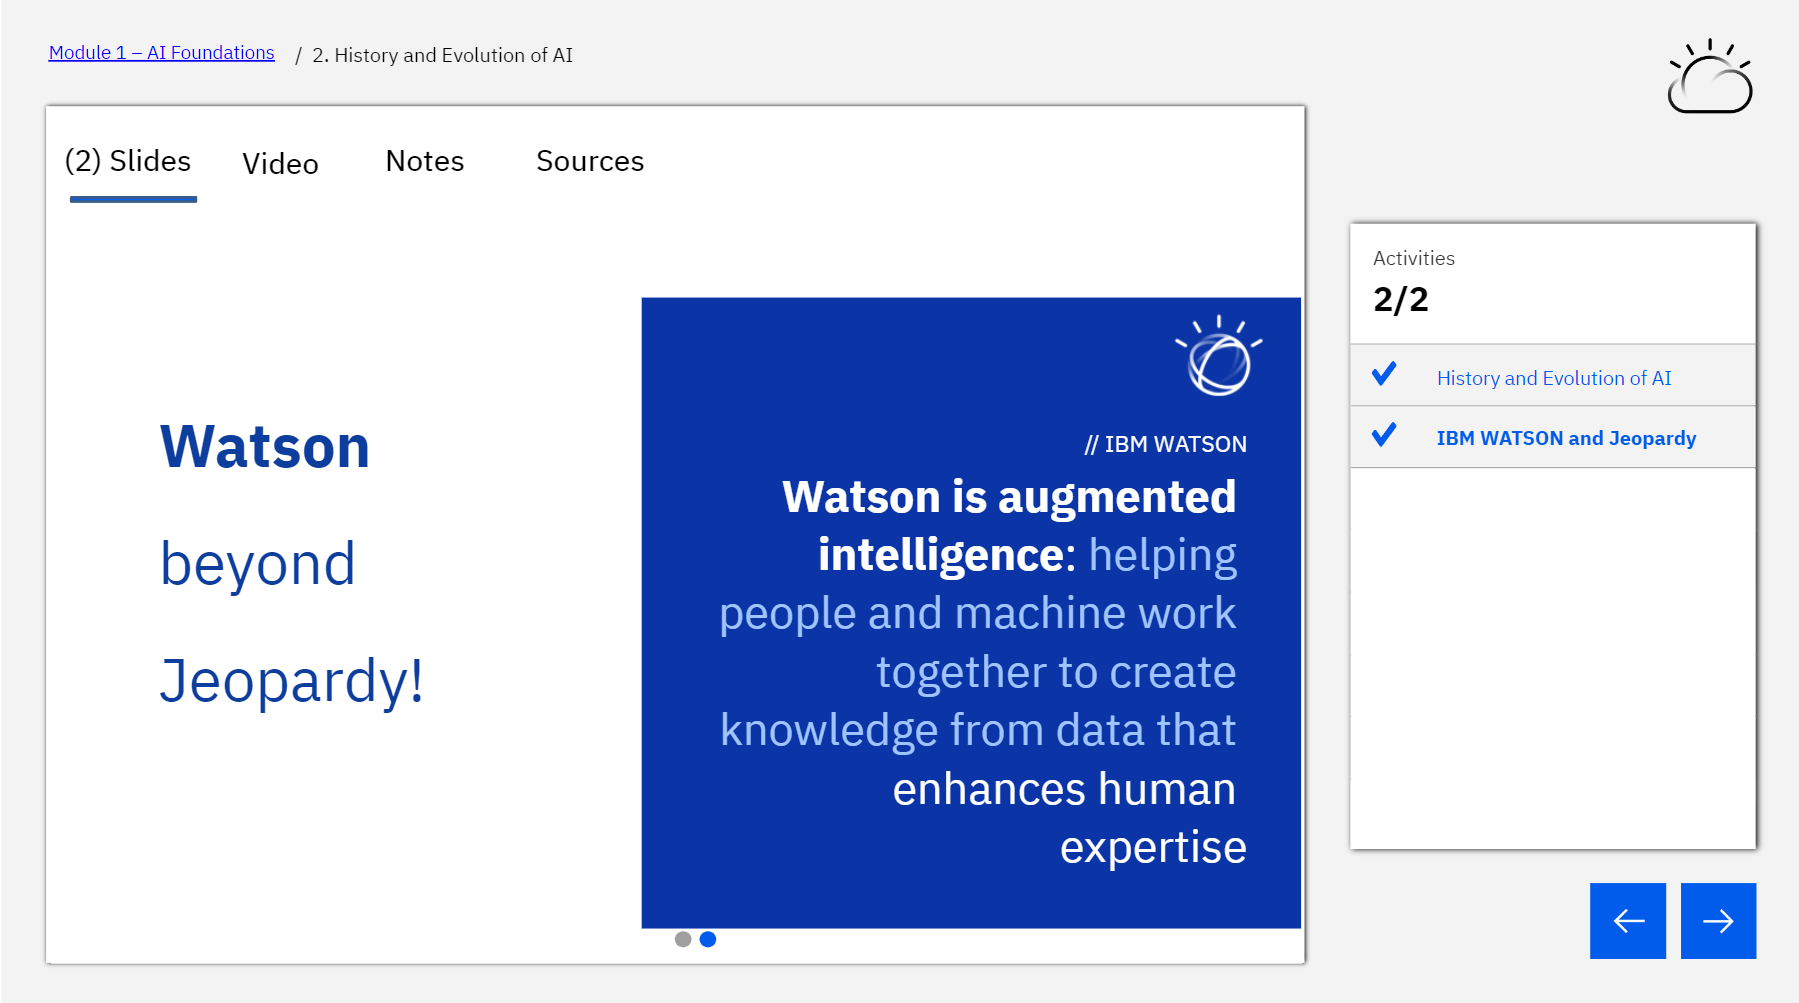 Module 1 – AI Foundations / 2. History and Evolution of AI
(2) Slides Video Notes Sources
Watson
beyond
Jeopardy!
// IBM WATSON
Watson is augmented
intelligence: helping
people and machine work
together to create
knowledge from data that
enhances human
expertise
Activities
2/2
History and Evolution of AI
IBM WATSON and Jeopardy